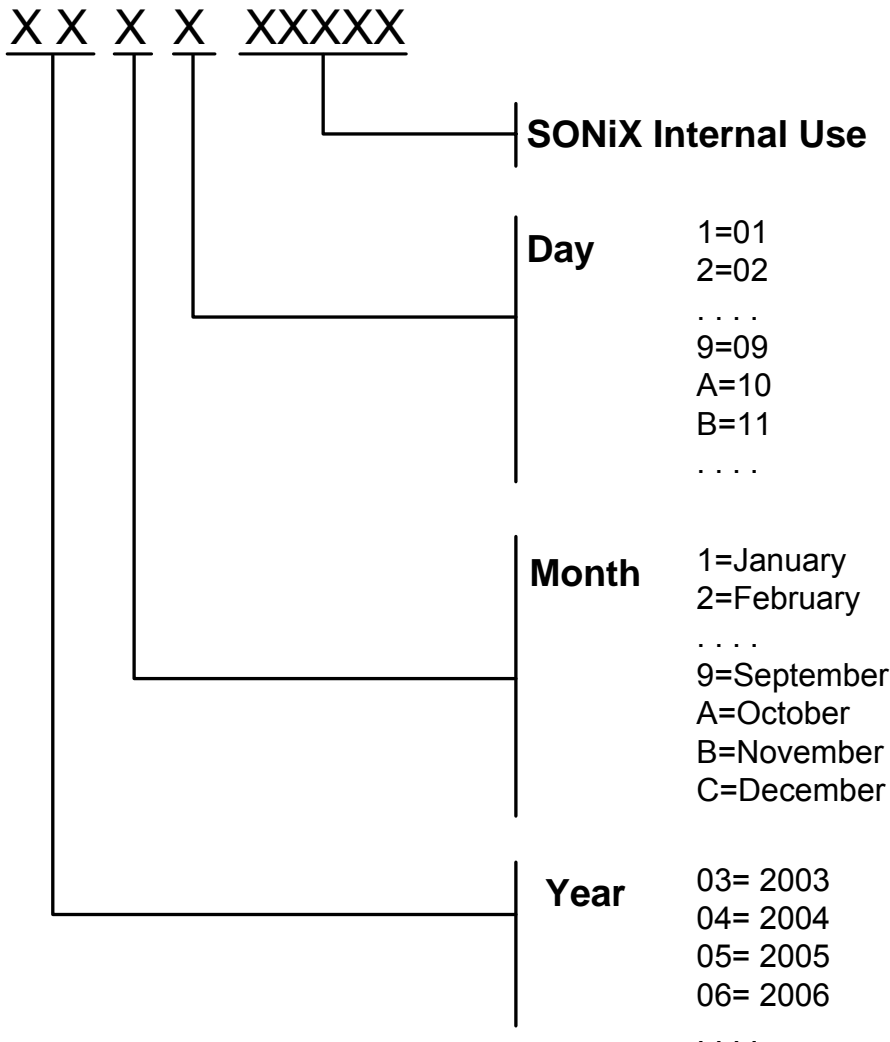 XX X X XXXXX
SONiX Internal Use
Day
1=01
2=02
. . . .
9=09
A=10
B=11
. . . .
Month
1=January
2=February
. . . .
9=September
A=October
B=November
C=December
Year
03= 2003
04= 2004
05= 2005
06= 2006
. . . .